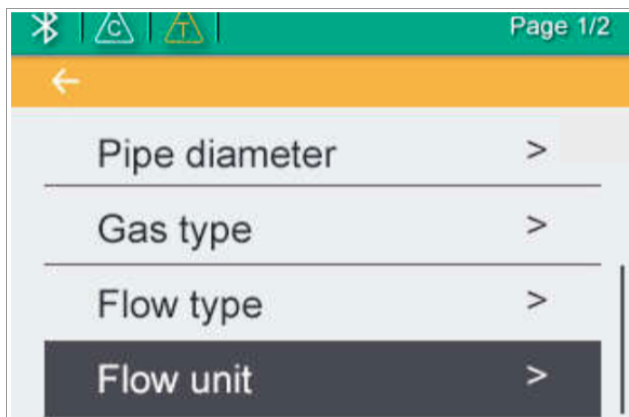 C T Page 1/2
Pipe diameter >
Gas type >
Flow type >
Flow unit >